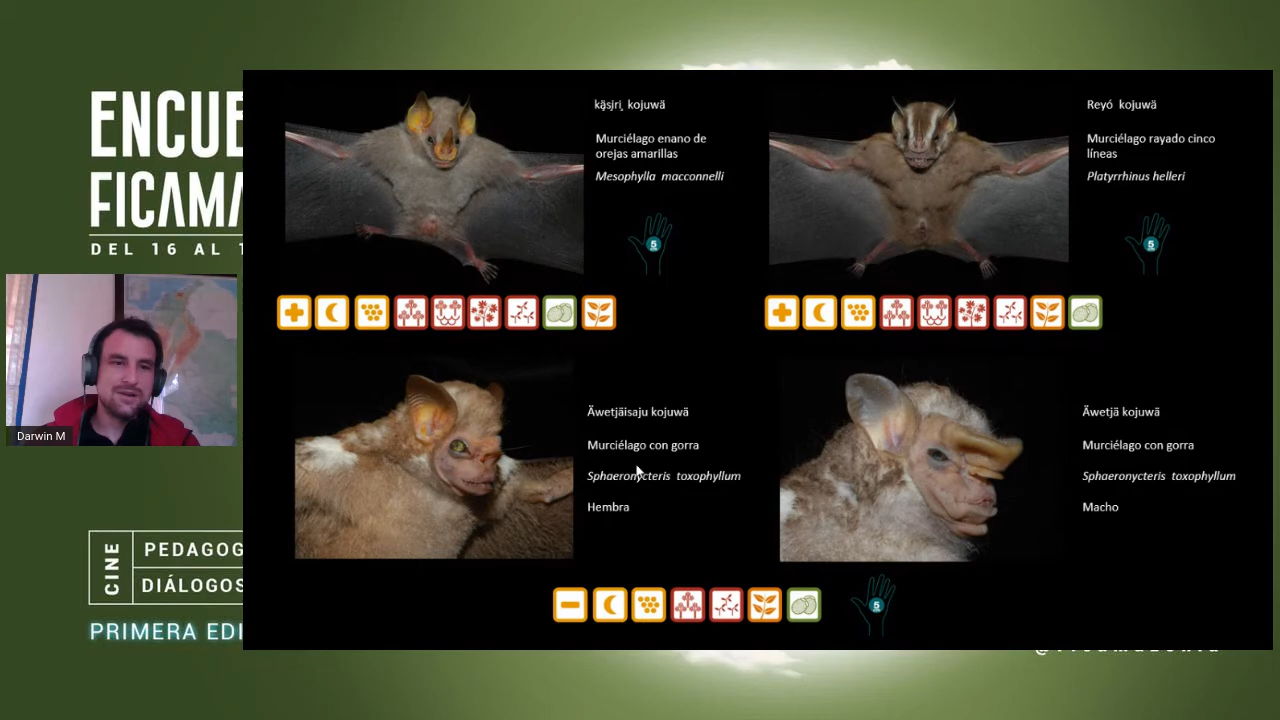 ENCUE
FICAMA
DEL 16 AL 1
Darwin M
CINE
PEDAGOG
DIÁLOGOS
PRIMERA EDI
kä̧şiri̧ kojuwä
Murciélago enano de
orejas amarillas
Mesophylla macconnelli
5
Reyó kojuwä
Murciélago rayado cinco
líneas
Platyrrhinus helleri
5
Äwetjäisaju kojuwä
Murciélago con gorra
Sphaeronycteris toxophyllum
Hembra
Äwetjä kojuwä
Murciélago con gorra
Sphaeronycteris toxophyllum
Macho
5